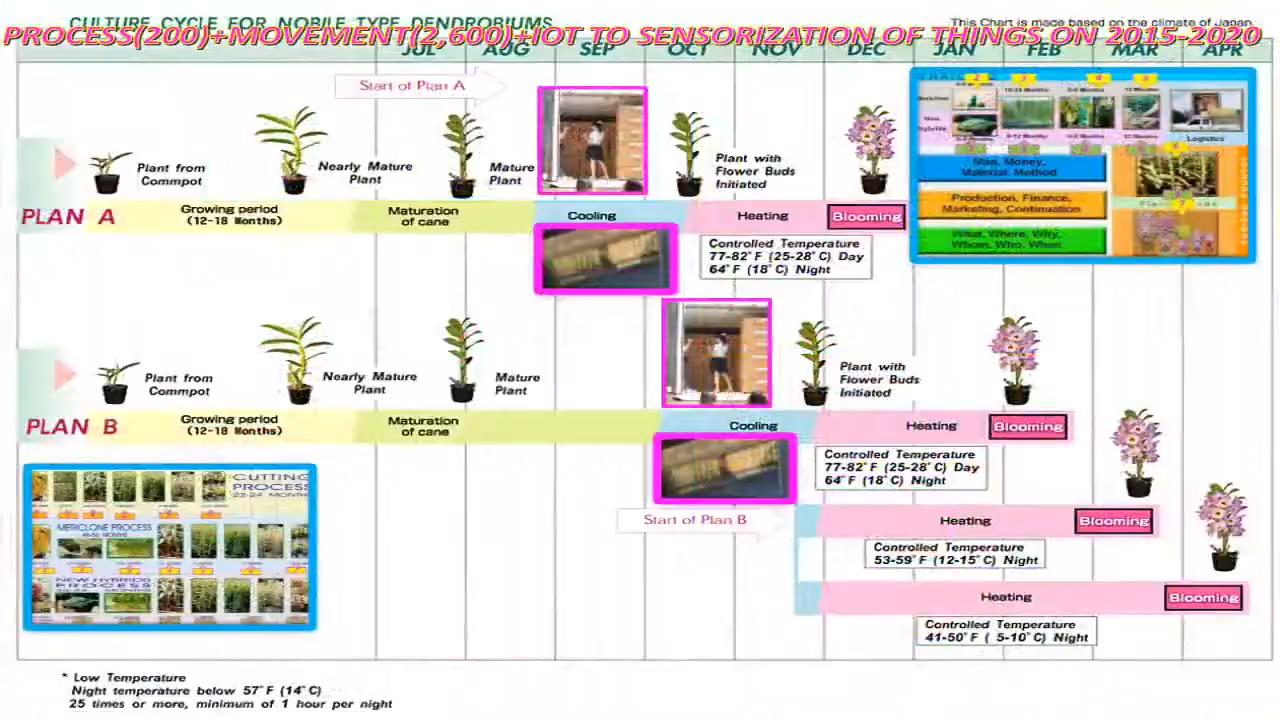 CULTURE CYCLE FOR NOBILE TYPE DENDROBIUMS
This Chart is made based on the climate of Japan
PROCESS(200)+MOVEMENT(2,600)+IOT TO SENSORIZATION OF THINGS ON 2015-2020
JUL AUG SEP OCT NOV DEC JAN FEB MAR APR
Start of Plan A
Plant from
Commpot
Nearly Mature
Plant
Mature
Plant
Plant with
Flower Buds
Initiated
PLAN A
Growing period
(12-18 Months)
Maturation
of cane
Cooling
Heating
Blooming
Controlled Temperature
77-82°F (25-28°C) Day
64°F (18°C) Night
Logistics
Man, Money,
Material, Method
Production, Finance,
Marketing, Continuation
What, Where, Why,
Whom, Who, When
Plant from
Commpot
Nearly Mature
Plant
Mature
Plant
Plant with
Flower Buds
Initiated
PLAN B
Growing period
(12-18 Months)
Maturation
of cane
Cooling
Heating
Blooming
Controlled Temperature
77-82°F (25-28°C) Day
64°F (18°C) Night
Start of Plan B
Heating
Blooming
Controlled Temperature
53-59°F (12-15°C) Night
Heating
Blooming
Controlled Temperature
41-50°F ( 5-10°C) Night
CUTTING
PROCESS
22-24 MONTH
MERICLONE PROCESS
NEW HYBRIDS
PROCESS
* Low Temperature
Night temperature below 57°F (14°C)
25 times or more, minimum of 1 hour per night